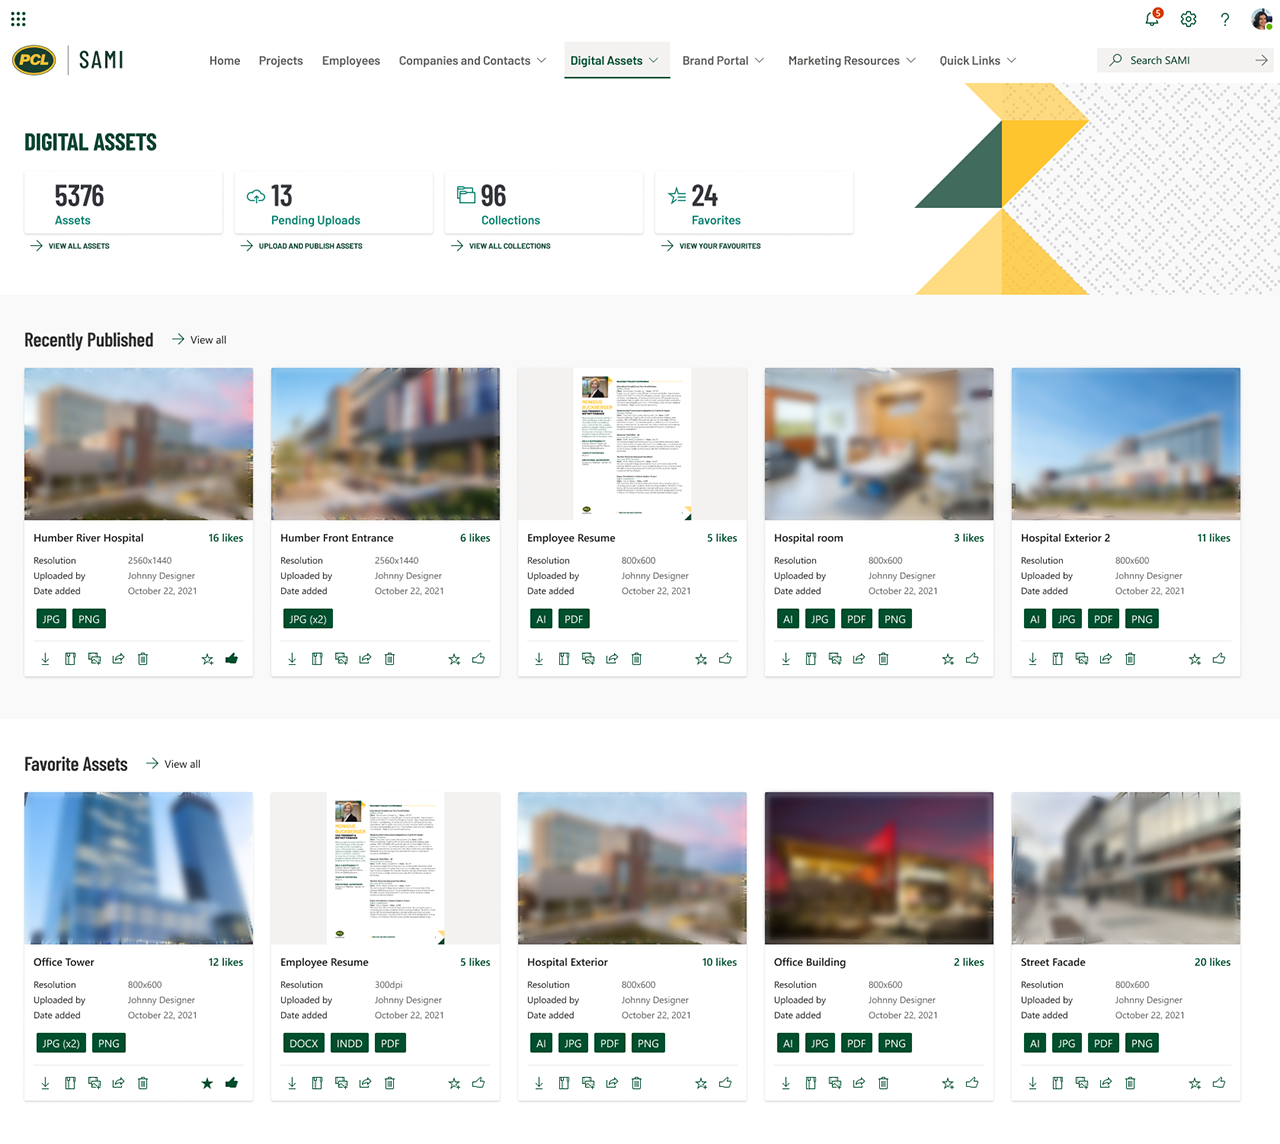 5
PCL SAMI Home Projects Employees Companies and Contacts Digital Assets Brand Portal Marketing Resources Quick Links Search SAMI
DIGITAL ASSETS
5376 13 96 24
Assets Pending Uploads Collections Favorites
VIEW ALL ASSETS UPLOAD AND PUBLISH ASSETS VIEW ALL COLLECTIONS VIEW YOUR FAVOURITES
Recently Published View all
Humber River Hospital 16 likes
Resolution 2560x1440
Uploaded by Johnny Designer
Date added October 22, 2021
JPG PNG
Humber Front Entrance 6 likes
Resolution 2560x1440
Uploaded by Johnny Designer
Date added October 22, 2021
JPG (x2)
Employee Resume 5 likes
Resolution 800x600
Uploaded by Johnny Designer
Date added October 22, 2021
AI PDF
Hospital room 3 likes
Resolution 800x600
Uploaded by Johnny Designer
Date added October 22, 2021
AI JPG PDF PNG
Hospital Exterior 2 11 likes
Resolution 800x600
Uploaded by Johnny Designer
Date added October 22, 2021
AI JPG PDF PNG
Favorite Assets View all
Office Tower 12 likes
Resolution 800x600
Uploaded by Johnny Designer
Date added October 22, 2021
JPG (x2) PNG
Employee Resume 5 likes
Resolution 300dpi
Uploaded by Johnny Designer
Date added October 22, 2021
DOCX INDD PDF
Hospital Exterior 10 likes
Resolution 800x600
Uploaded by Johnny Designer
Date added October 22, 2021
AI JPG PDF PNG
Office Building 2 likes
Resolution 800x600
Uploaded by Johnny Designer
Date added October 22, 2021
AI JPG PDF PNG
Street Facade 20 likes
Resolution 800x600
Uploaded by Johnny Designer
Date added October 22, 2021
AI JPG PDF PNG